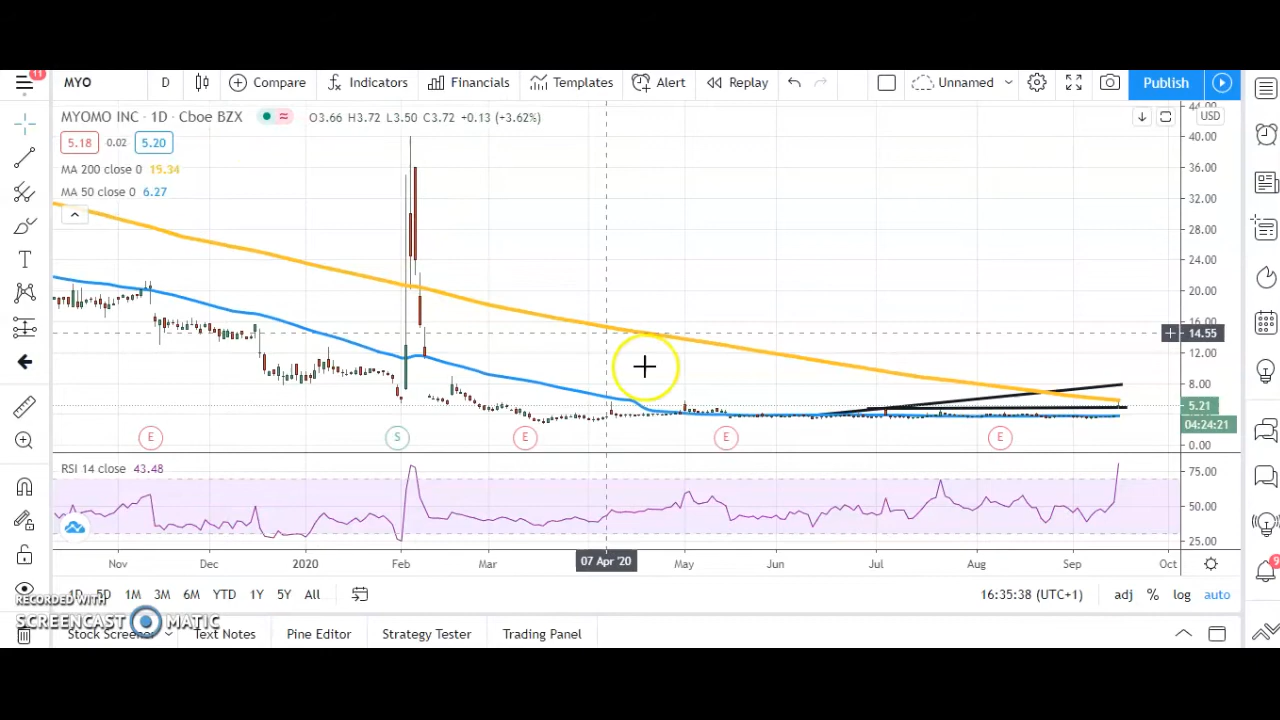 11
MYO D Compare Indicators Financials Templates Alert Replay Unnamed Publish
MYOMO INC · 1D · Cboe BZX O3.66 H3.72 L3.50 C3.72 +0.13 (+3.62%)
USD
5.18 0.02 5.20
MA 200 close 0 15.34
MA 50 close 0 6.27
44.00
40.00
36.00
32.00
28.00
24.00
20.00
16.00
14.55
12.00
8.00
5.21
04:24:21
0.00
E S E E E
RSI 14 close 43.48
75.00
50.00
25.00
Nov Dec 2020 Feb Mar 07 Apr '20 May Jun Jul Aug Sep Oct
1D 5D 1M 3M 6M YTD 1Y 5Y All 16:35:38 (UTC+1) adj % log auto
RECORDED WITH
SCREENCAST MATIC
Stock Screener Text Notes Pine Editor Strategy Tester Trading Panel
9